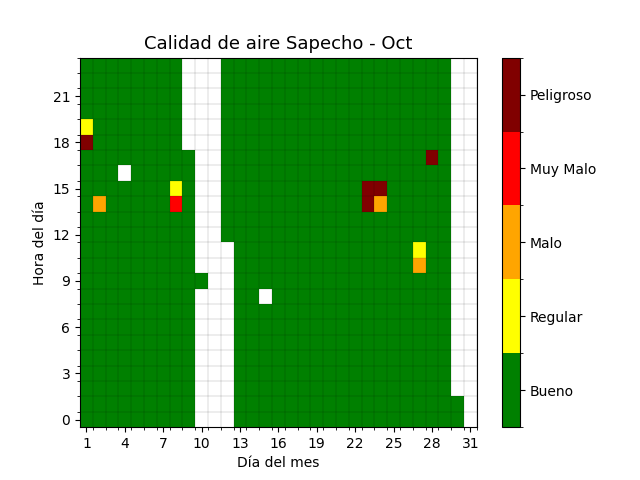 Calidad de aire Sapecho - Oct
Hora del día
21
18
15
12
9
6
3
0
1 4 7 10 13 16 19 22 25 28 31
Día del mes
Peligroso
Muy Malo
Malo
Regular
Bueno